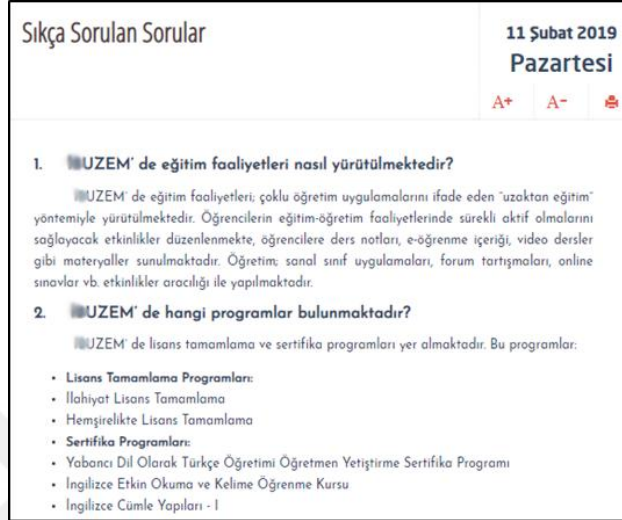 Sıkça Sorulan Sorular
11 Şubat 2019
Pazartesi
A+ A-
1. UZEM' de eğitim faaliyetleri nasıl yürütülmektedir?
UZEM' de eğitim faaliyetleri; çoklu öğretim uygulamalarını ifade eden "uzaktan eğitim"
yöntemiyle yürütülmektedir. Öğrencilerin eğitim-öğretim faaliyetlerinde sürekli aktif olmalarını
sağlayacak etkinlikler düzenlenmekte, öğrencilere ders notları, e-öğrenme içeriği, video dersler
gibi materyaller sunulmaktadır. Öğretim; sanal sınıf uygulamaları, forum tartışmaları, online
sınavlar vb. etkinlikler aracılığı ile yapılmaktadır.
2. UZEM' de hangi programlar bulunmaktadır?
UZEM' de lisans tamamlama ve sertifika programları yer almaktadır. Bu programlar:
• Lisans Tamamlama Programları:
• İlahiyat Lisans Tamamlama
• Hemşirelikte Lisans Tamamlama
• Sertifika Programları:
• Yabancı Dil Olarak Türkçe Öğretimi Öğretmen Yetiştirme Sertifika Programı
• İngilizce Etkin Okuma ve Kelime Öğrenme Kursu
• İngilizce Cümle Yapıları - I